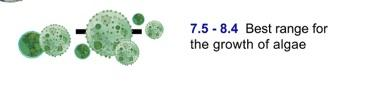 7.5 - 8.4 Best range for
the growth of algae